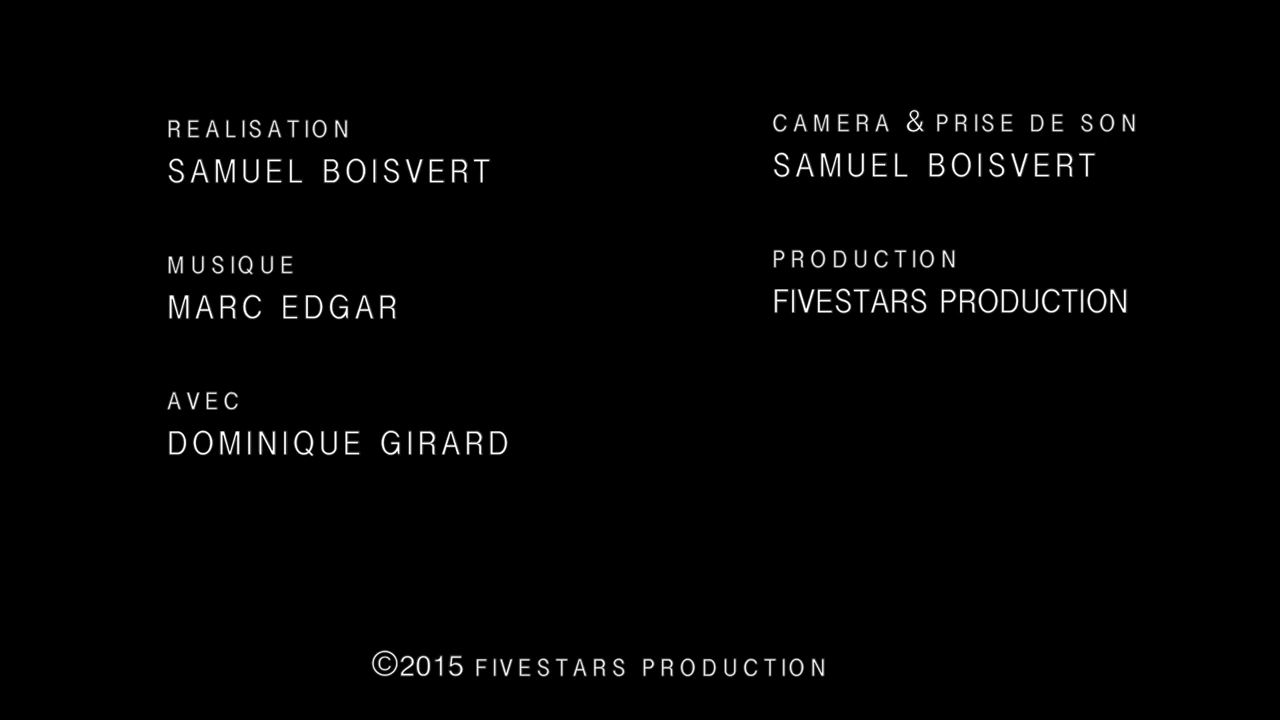 REALISATION
SAMUEL BOISVERT
MUSIQUE
MARC EDGAR
AVEC
DOMINIQUE GIRARD
CAMERA & PRISE DE SON
SAMUEL BOISVERT
PRODUCTION
FIVESTARS PRODUCTION
©2015 FIVESTARS PRODUCTION